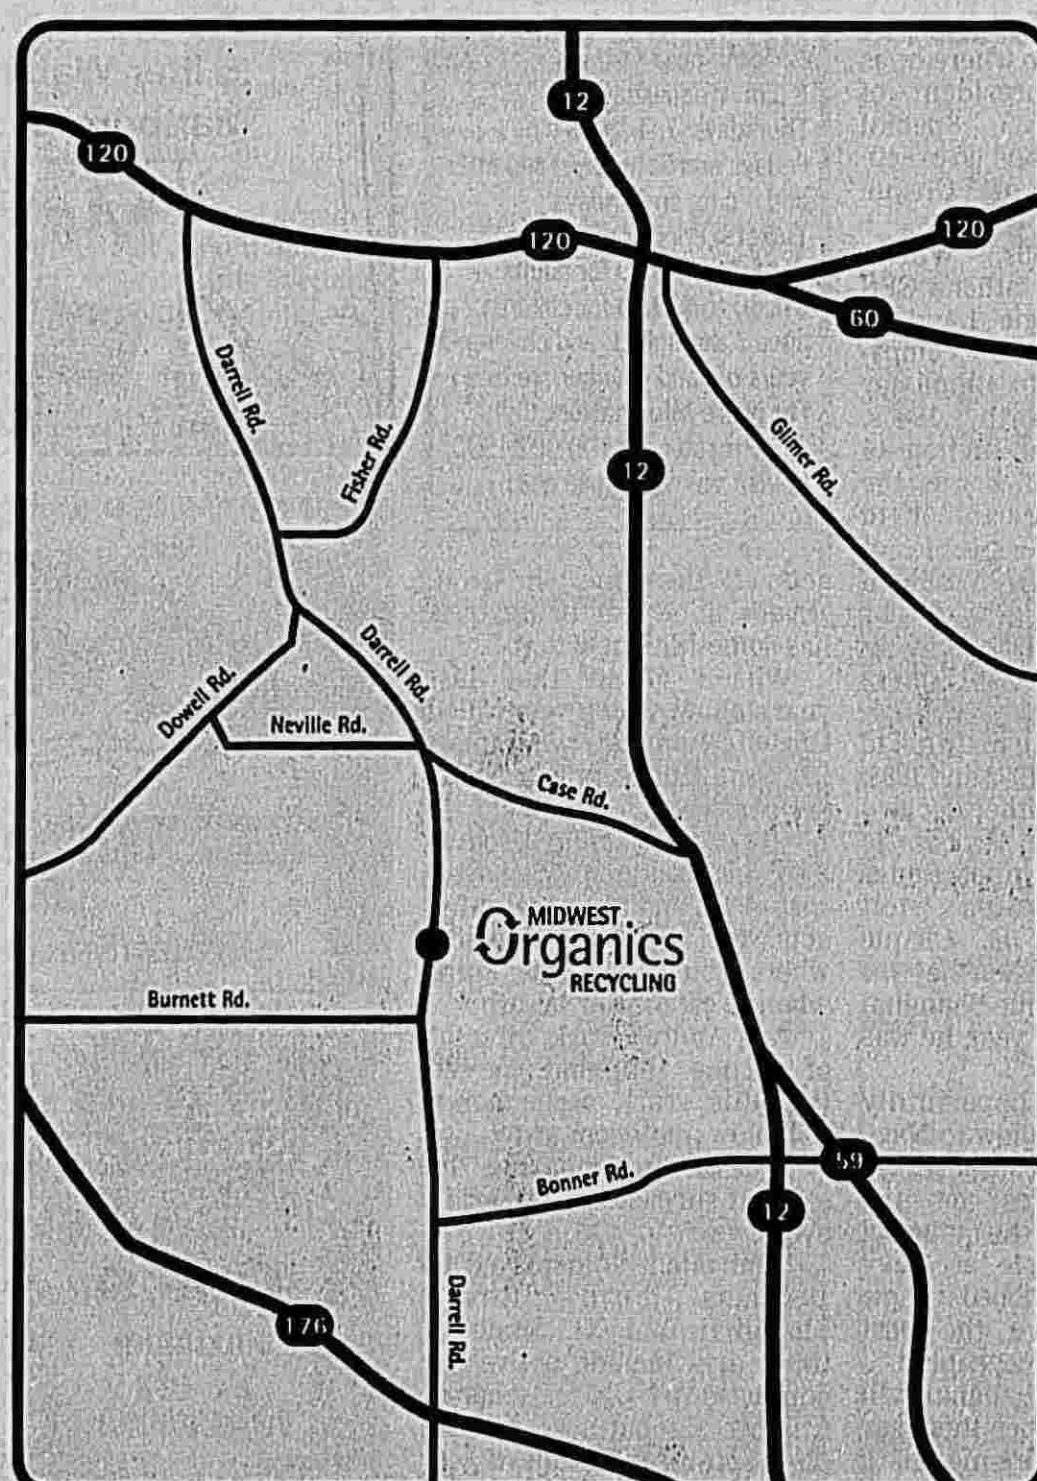 12
120
120
120
60
Darrell Rd.
Fisher Rd.
Glimer Rd.
12
Darrell Rd.
Dowell Rd.
Neville Rd.
Case Rd.
MIDWEST
Organics
RECYCLING
Burnett Rd.
59
Bonner Rd.
12
Darrell Rd.
176